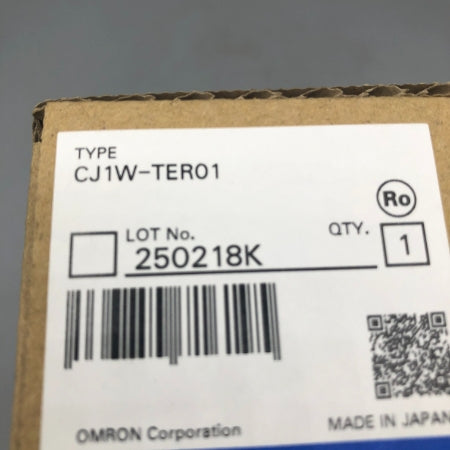 TYPE
CJ1W-TER01
Ro
LOT No.
250218K
QTY.
1
OMRON Corporation
MADE IN JAPAN